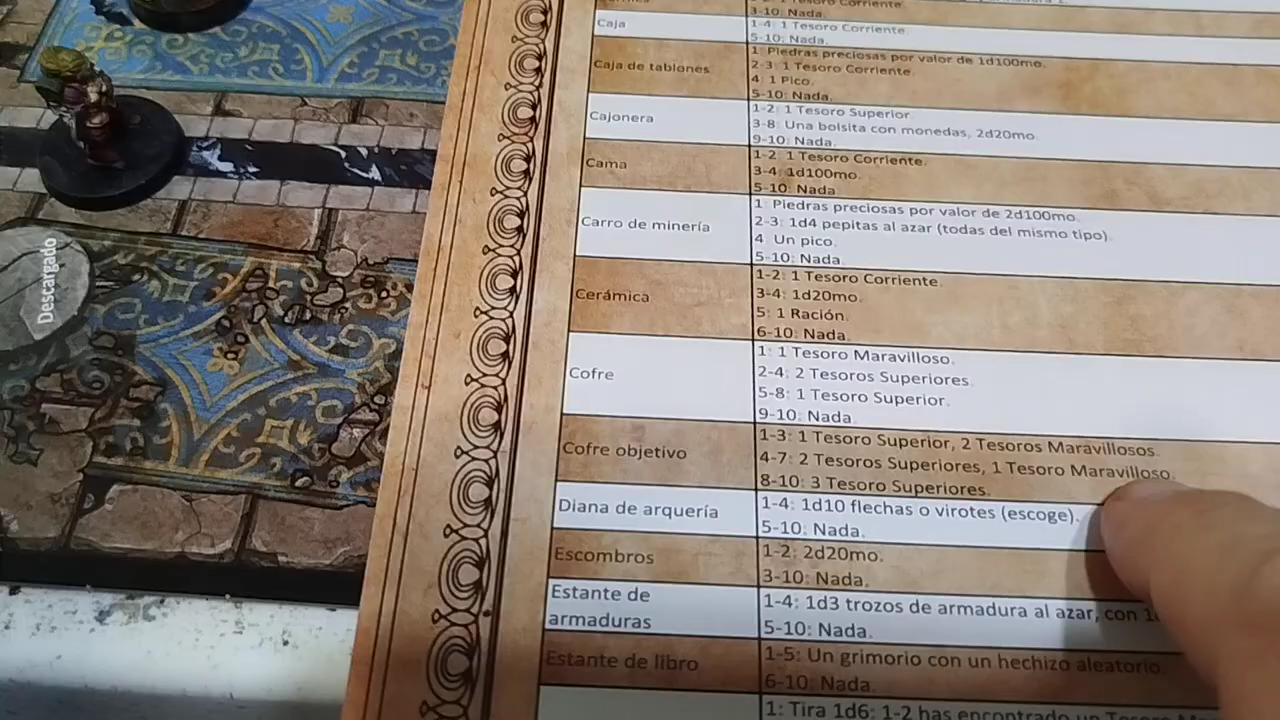 Descargado
Tesoro Corriente
3-10: Nada.
Caja
1-4: 1 Tesoro Corriente.
5-10: Nada.
Caja de tablones
1: Piedras preciosas por valor de 1d100mo.
2-3: 1 Tesoro Corriente.
4: 1 Pico.
5-10: Nada.
Cajonera
1-2: 1 Tesoro Superior.
3-8: Una bolsita con monedas, 2d20mo.
9-10: Nada.
Cama
1-2: 1 Tesoro Corriente.
3-4: 1d100mo.
5-10: Nada.
Carro de minería
1: Piedras preciosas por valor de 2d100mo.
2-3: 1d4 pepitas al azar (todas del mismo tipo).
4: Un pico.
5-10: Nada.
Cerámica
1-2: 1 Tesoro Corriente.
3-4: 1d20mo.
5: 1 Ración.
6-10: Nada.
Cofre
1: 1 Tesoro Maravilloso.
2-4: 2 Tesoros Superiores.
5-8: 1 Tesoro Superior.
9-10: Nada.
Cofre objetivo
1-3: 1 Tesoro Superior, 2 Tesoros Maravillosos.
4-7: 2 Tesoros Superiores, 1 Tesoro Maravilloso.
8-10: 3 Tesoro Superiores.
Diana de arquería
1-4: 1d10 flechas o virotes (escoge).
5-10: Nada.
Escombros
1-2: 2d20mo.
3-10: Nada.
Estante de
armaduras
1-4: 1d3 trozos de armadura al azar, con
5-10: Nada.
Estante de libro
1-5: Un grimorio con un hechizo aleatorio.
6-10: Nada.
1: Tira 1d6: 1-2 has encontrado un Tesoro